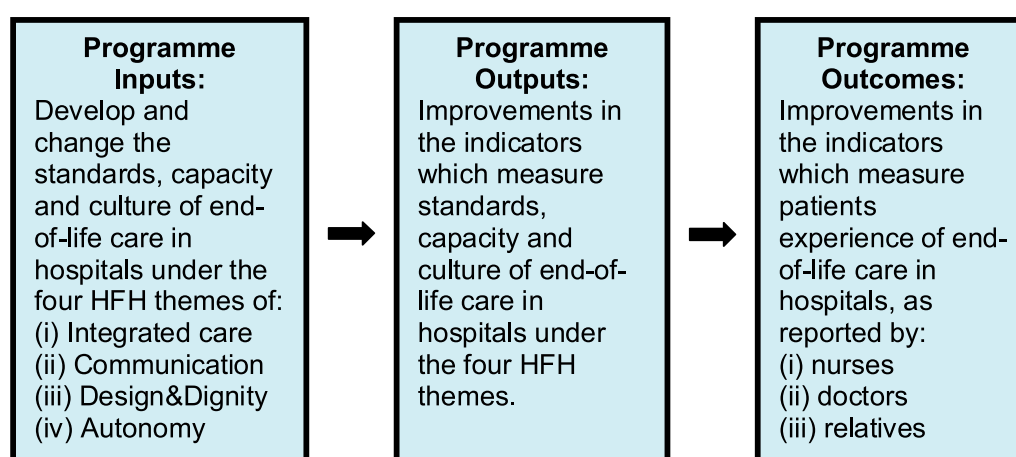 Programme
Inputs:
Develop and
change the
standards, capacity
and culture of end-
of-life care in
hospitals under the
four HFH themes of:
(i) Integrated care
(ii) Communication
(iii) Design&Dignity
(iv) Autonomy
Programme
Outputs:
Improvements in
the indicators
which measure
standards,
capacity and
culture of end-of-
life care in
hospitals under
the four HFH
themes.
Programme
Outcomes:
Improvements in
the indicators
which measure
patients
experience of end-
of-life care in
hospitals, as
reported by:
(i) nurses
(ii) doctors
(iii) relatives